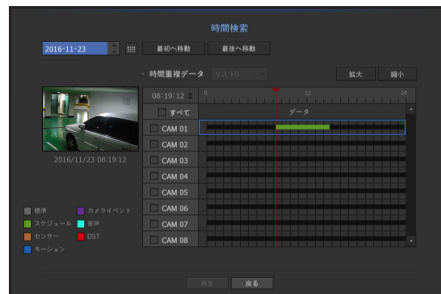 時間検索
2016-11-23
最初へ移動 最後へ移動
時間重複データ リスト0
拡大 縮小
08:19:12 0 12 24
すべて データ
CAM 01
CAM 02
CAM 03
CAM 04
CAM 05
CAM 06
CAM 07
CAM 08
2016/11/23 08:19:12
標準 カメライベント
スケジュール 音声
センサー DST
モーション
再生 戻る